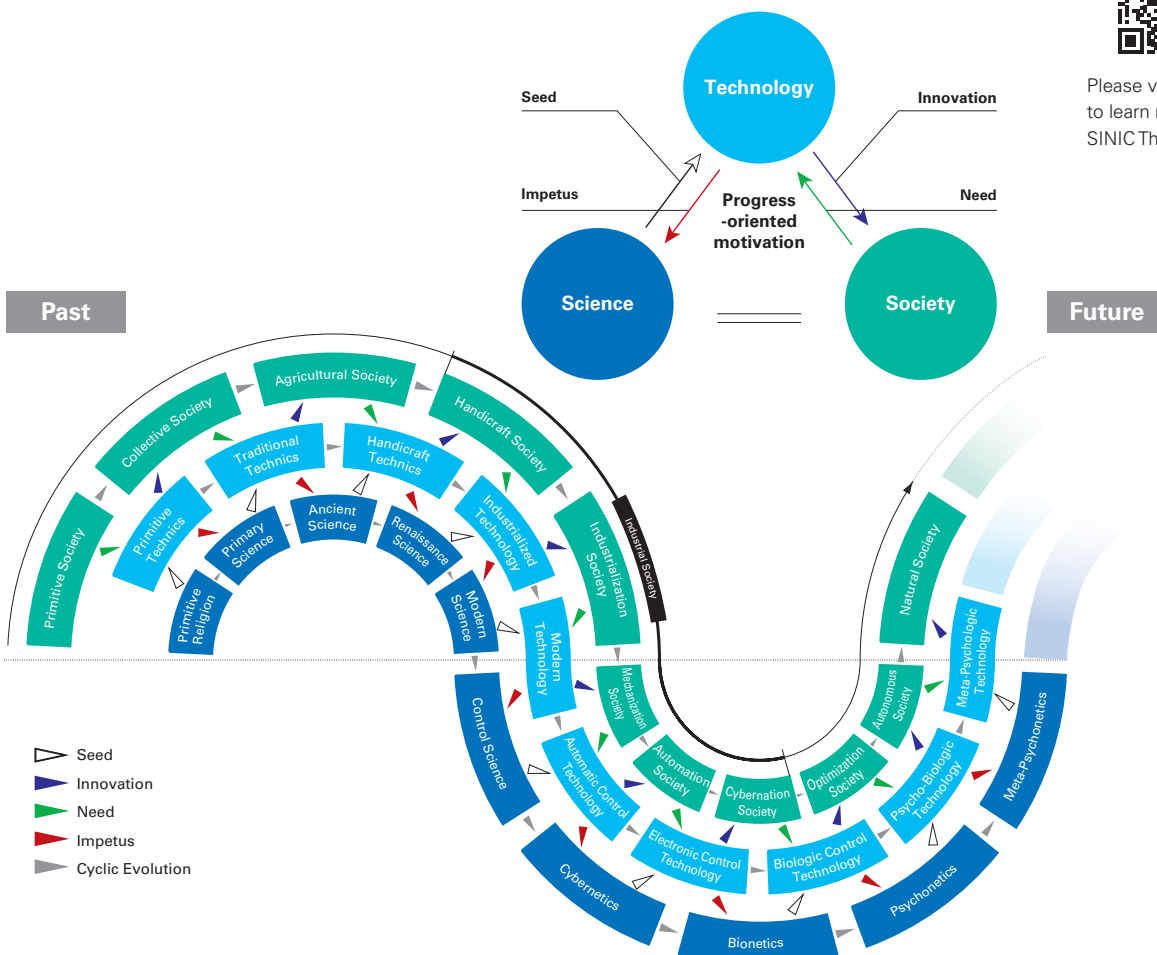 Please v
to learn r
SINIC Th
Technology
Seed
Innovation
Impetus
Need
Progress
-oriented
motivation
Science
Society
Past
Future
Primitive Society
Collective Society
Agricultural Society
Handicraft Society
Industrialization
Society
Mechanization
Society
Automation
Society
Cybernation
Society
Optimization
Society
Autonomous
Society
Natural Society
Industrial Society
Primitive
Technics
Traditional
Technics
Handicraft
Technics
Industrialized
Technology
Modern
Technology
Automatic Control
Technology
Electronic Control
Technology
Biologic Control
Technology
Psycho-Biologic
Technology
Meta-Psychologic
Technology
Primitive
Religion
Primary
Science
Ancient
Science
Renaissance
Science
Modern
Science
Control Science
Cybernetics
Bionetics
Psychonetics
Meta-Psychonetics
Seed
Innovation
Need
Impetus
Cyclic Evolution